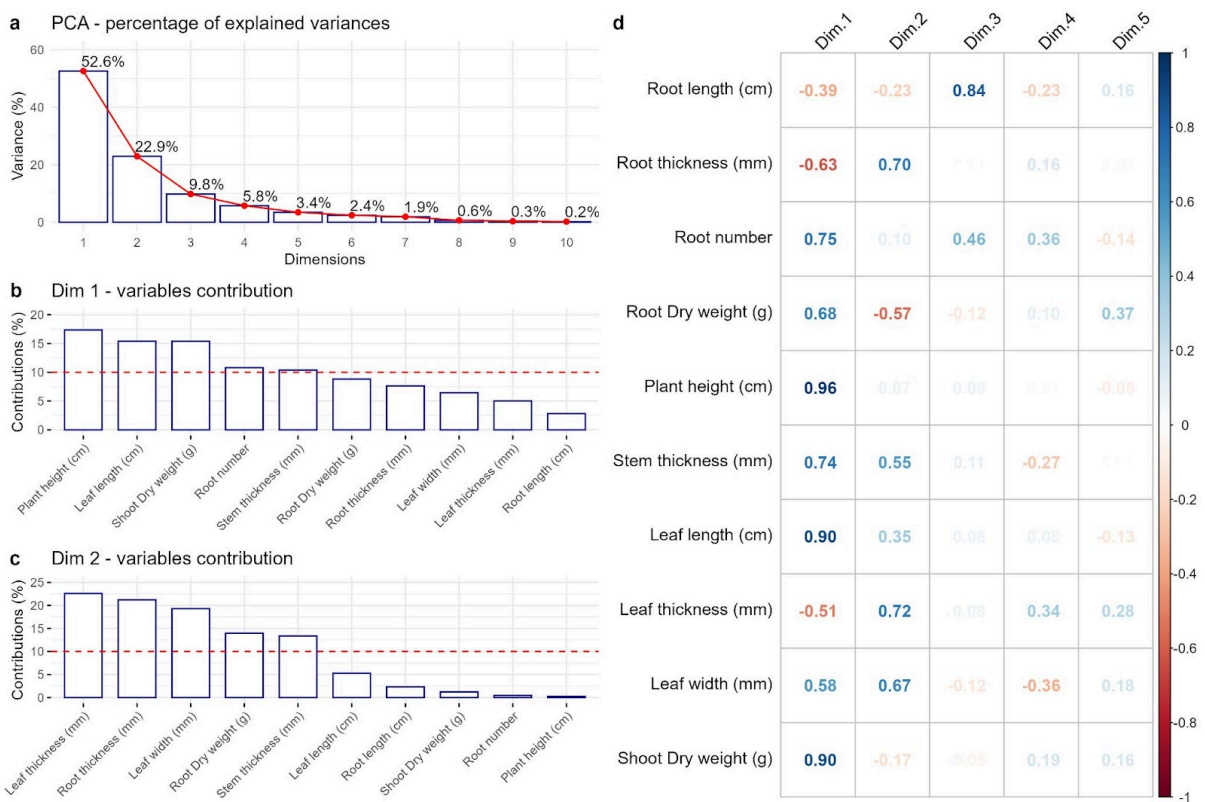 a PCA - percentage of explained variances
60
40
20
0
Variance (%)
52.6%
22.9%
9.8%
5.8%
3.4%
2.4%
1.9%
0.6%
0.3%
0.2%
1 2 3 4 5 6 7 8 9 10
Dimensions
b Dim 1 - variables contribution
20
15
10
5
0
Contributions (%)
Plant height (cm)
Leaf length (cm)
Shoot Dry weight (g)
Root number
Stem thickness (mm)
Root Dry weight (g)
Root thickness (mm)
Leaf width (mm)
Leaf thickness (mm)
Root length (cm)
c Dim 2 - variables contribution
25
20
15
10
5
0
Contributions (%)
Leaf thickness (mm)
Root thickness (mm)
Leaf width (mm)
Root Dry weight (g)
Stem thickness (mm)
Leaf length (cm)
Root length (cm)
Shoot Dry weight (g)
Root number
Plant height (cm)
d
Dim.1 Dim.2 Dim.3 Dim.4 Dim.5
Root length (cm) -0.39 -0.23 0.84 -0.23 0.16
Root thickness (mm) -0.63 0.70 0.16
Root number 0.75 0.10 0.46 0.36 -0.14
Root Dry weight (g) 0.68 -0.57 -0.12 0.10 0.37
Plant height (cm) 0.96 0.07 0.08 -0.08
Stem thickness (mm) 0.74 0.55 0.11 -0.27
Leaf length (cm) 0.90 0.35 0.08 0.08 -0.13
Leaf thickness (mm) -0.51 0.72 0.34 0.28
Leaf width (mm) 0.58 0.67 -0.12 -0.36 0.18
Shoot Dry weight (g) 0.90 -0.17 -0.05 0.19 0.16
1
0.8
0.6
0.4
0.2
0
-0.2
-0.4
-0.6
-0.8
-1